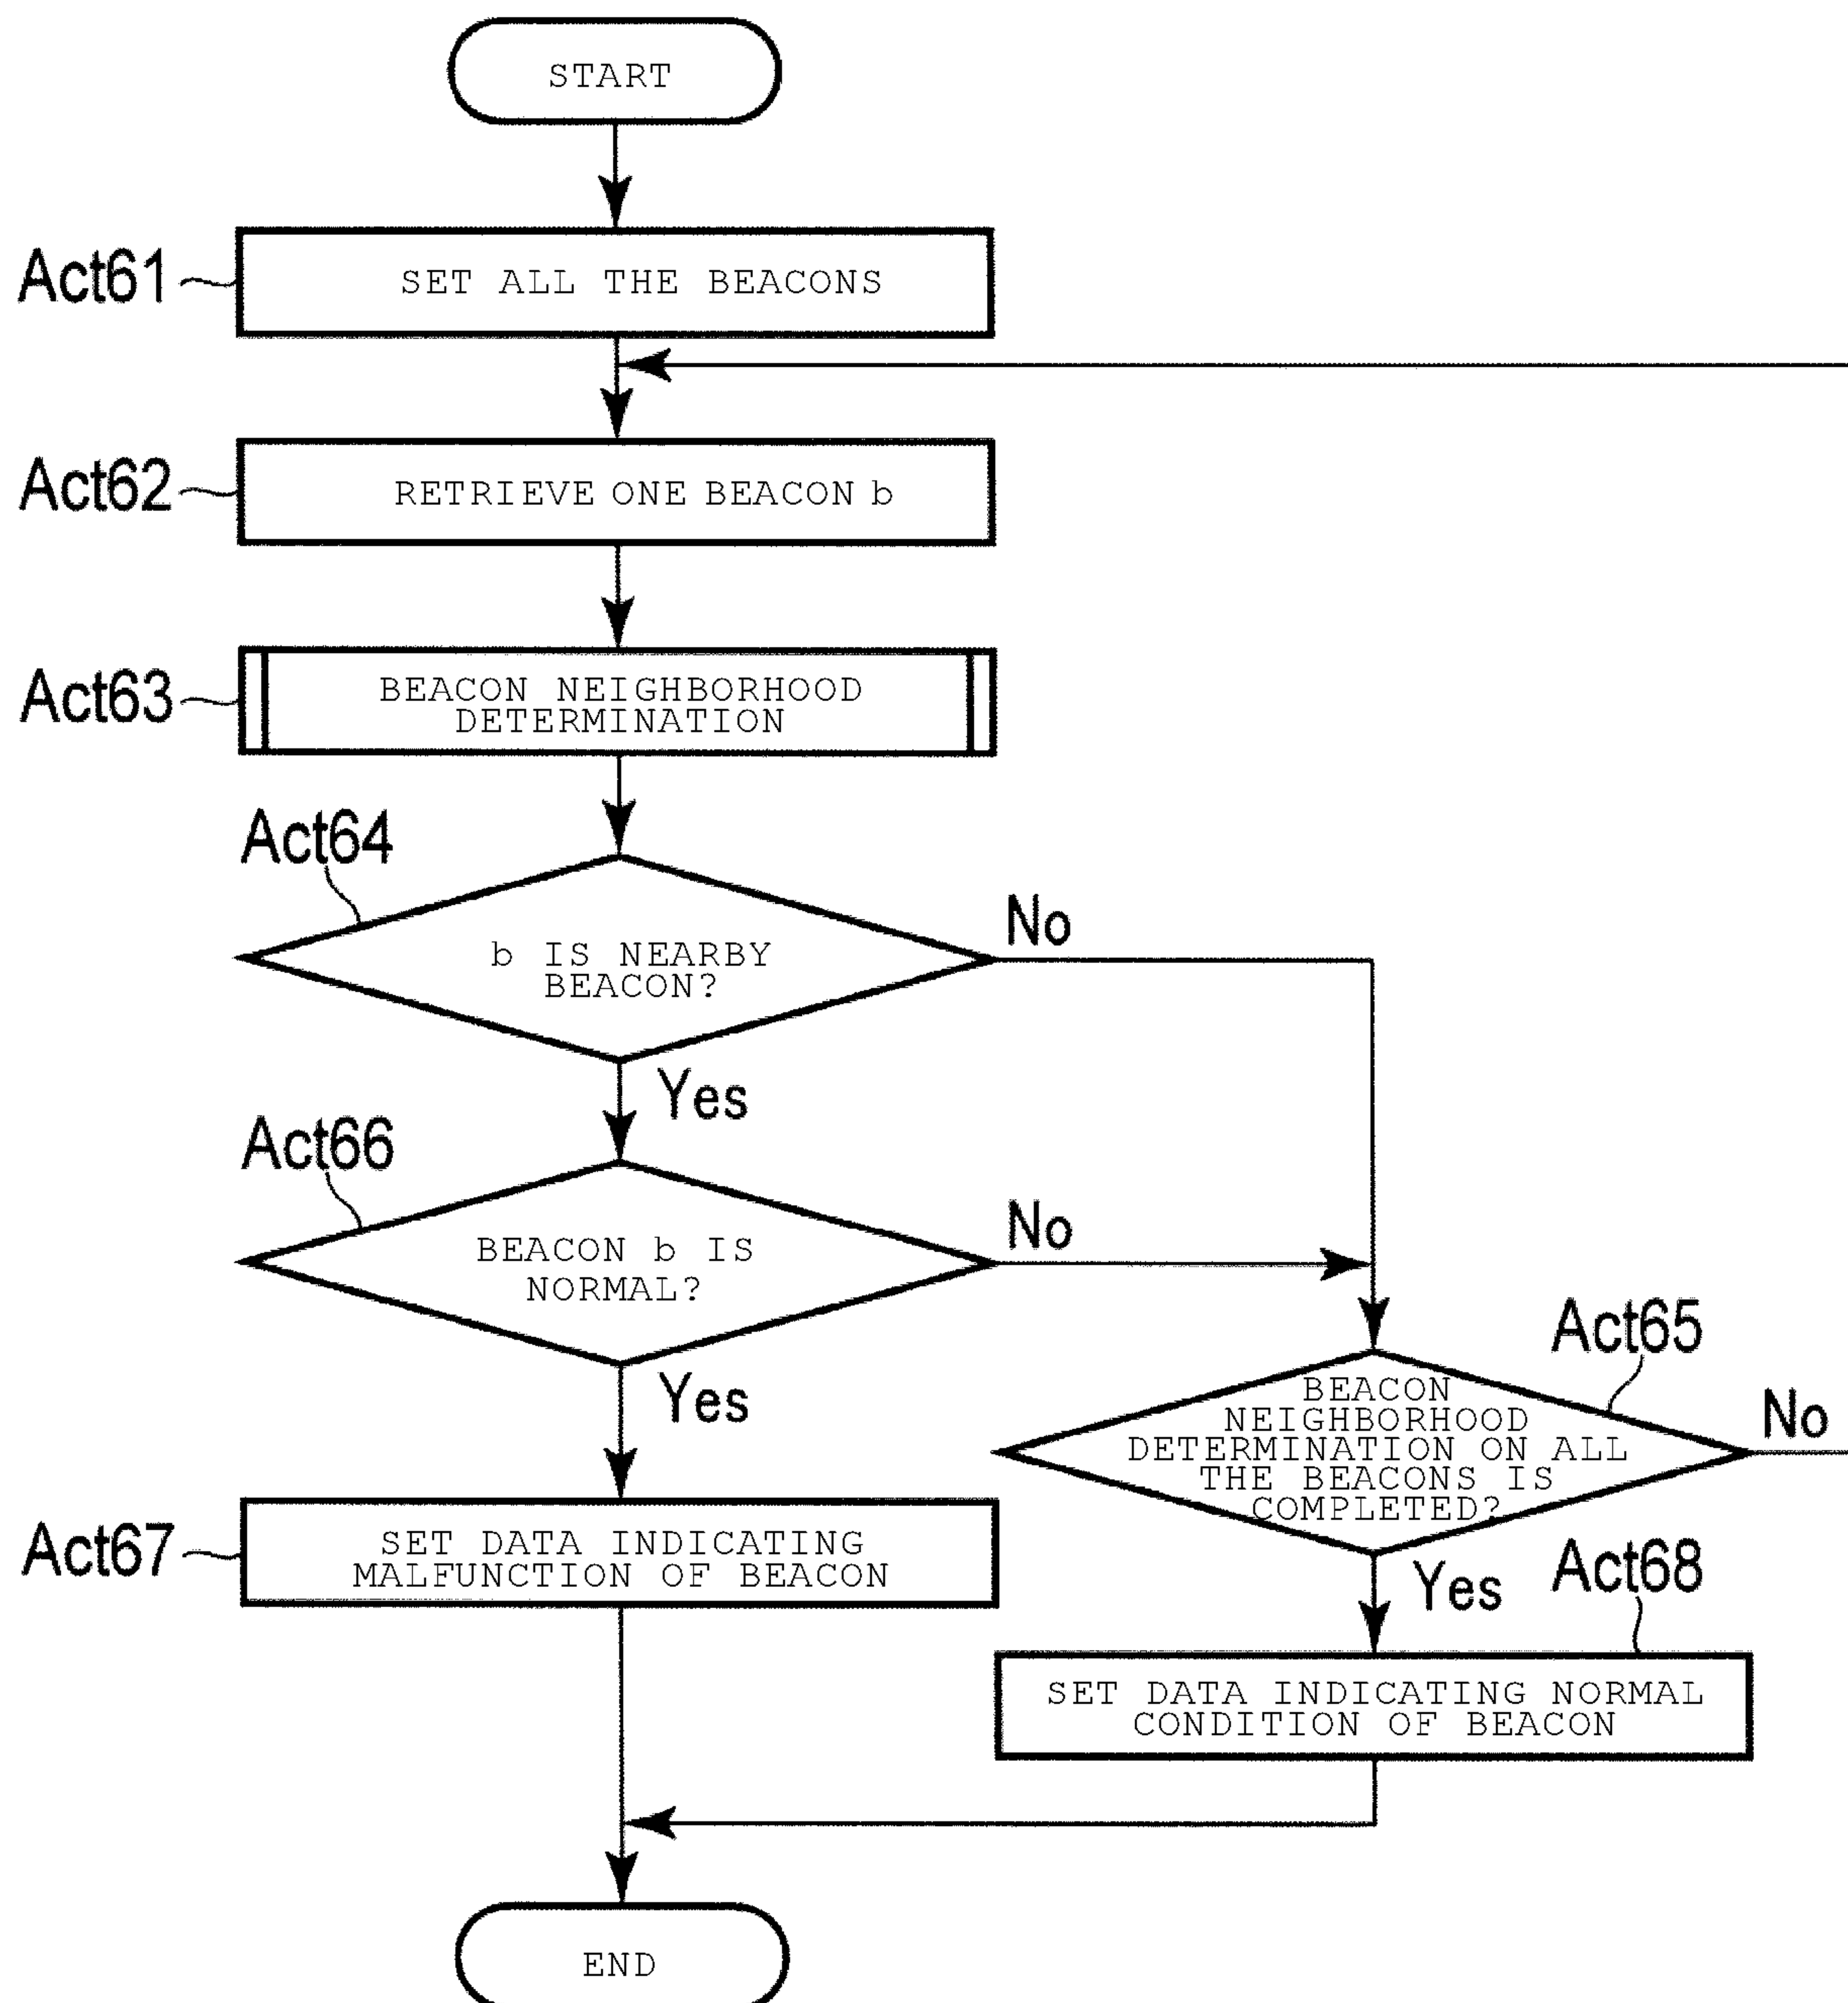 START
Act61
SET ALL THE BEACONS
Act62
RETRIEVE ONE BEACON b
Act63
BEACON NEIGHBORHOOD
DETERMINATION
Act64
b IS NEARBY
BEACON?
No
Yes
Act66
BEACON b IS
NORMAL?
No
Yes
Act65
BEACON
NEIGHBORHOOD
DETERMINATION ON ALL
THE BEACONS IS
COMPLETED?
No
Yes
Act67
SET DATA INDICATING
MALFUNCTION OF BEACON
Act68
SET DATA INDICATING NORMAL
CONDITION OF BEACON
END